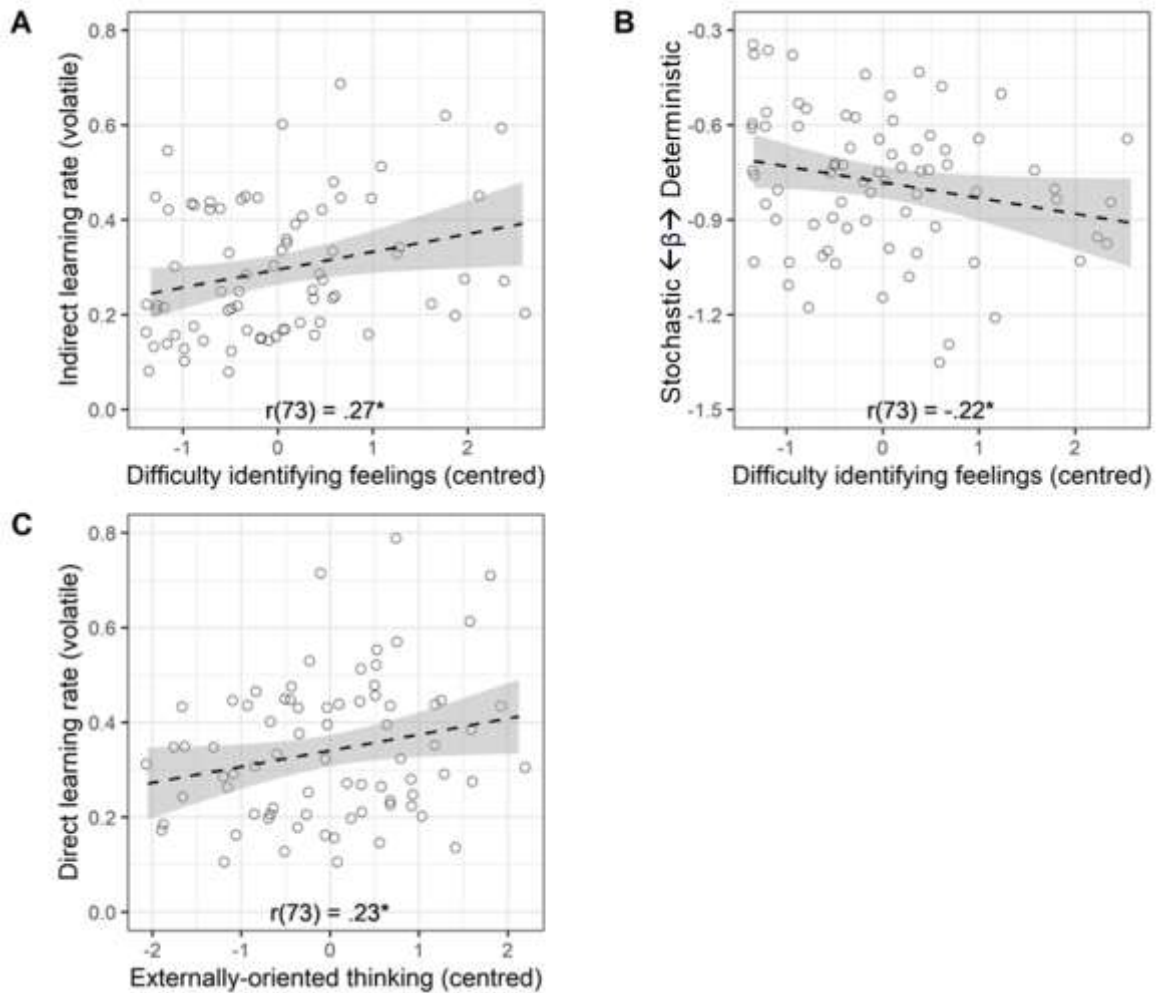 A
Indirect learning rate (volatile)
0.8
0.6
0.4
0.2
0.0
r(73) = .27*
-1 0 1 2
Difficulty identifying feelings (centred)
B
Stochastic ←β→ Deterministic
-0.3
-0.6
-0.9
-1.2
-1.5
r(73) = -.22*
-1 0 1 2
Difficulty identifying feelings (centred)
C
Direct learning rate (volatile)
0.8
0.6
0.4
0.2
0.0
r(73) = .23*
-2 -1 0 1 2
Externally-oriented thinking (centred)